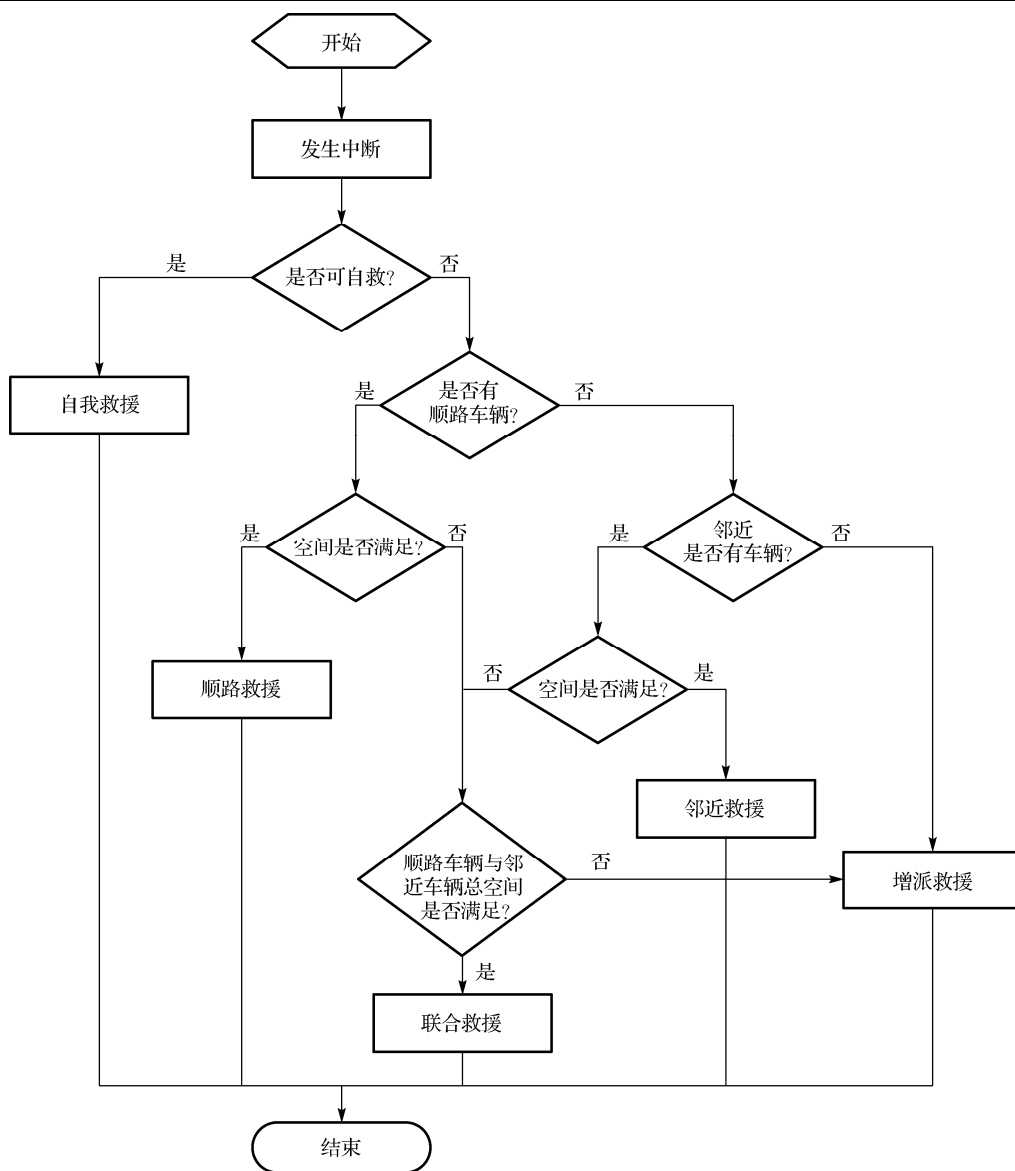 开始
发生中断
是
是否可自救?
否
自我救援
是
是否有
顺路车辆?
否
是
空间是否满足?
否
是
邻近
是否有车辆?
否
顺路救援
否
空间是否满足?
是
邻近救援
顺路车辆与邻
近车辆总空间
是否满足?
否
增派救援
是
联合救援
结束